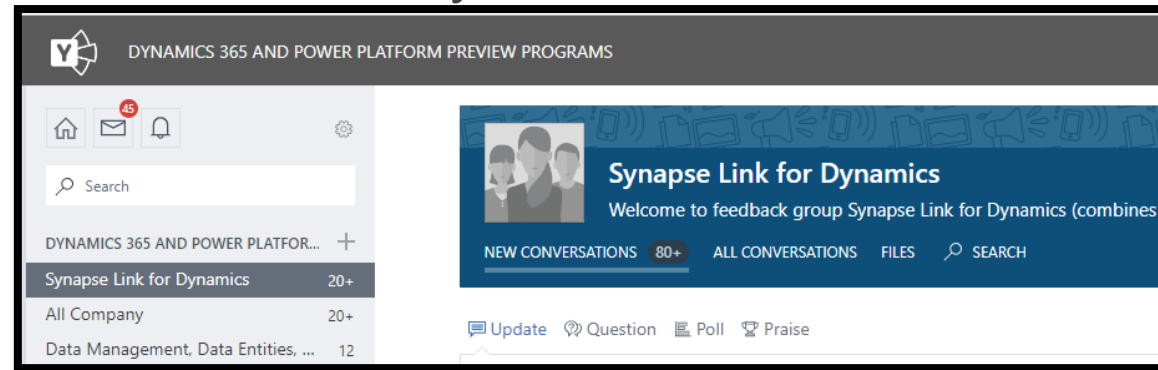 Y
DYNAMICS 365 AND POWER PLATFORM PREVIEW PROGRAMS
45
Search
DYNAMICS 365 AND POWER PLATFOR...
Synapse Link for Dynamics 20+
All Company 20+
Data Management, Data Entities, ... 12
Synapse Link for Dynamics
Welcome to feedback group Synapse Link for Dynamics (combines
NEW CONVERSATIONS 80+ ALL CONVERSATIONS FILES SEARCH
Update Question Poll Praise